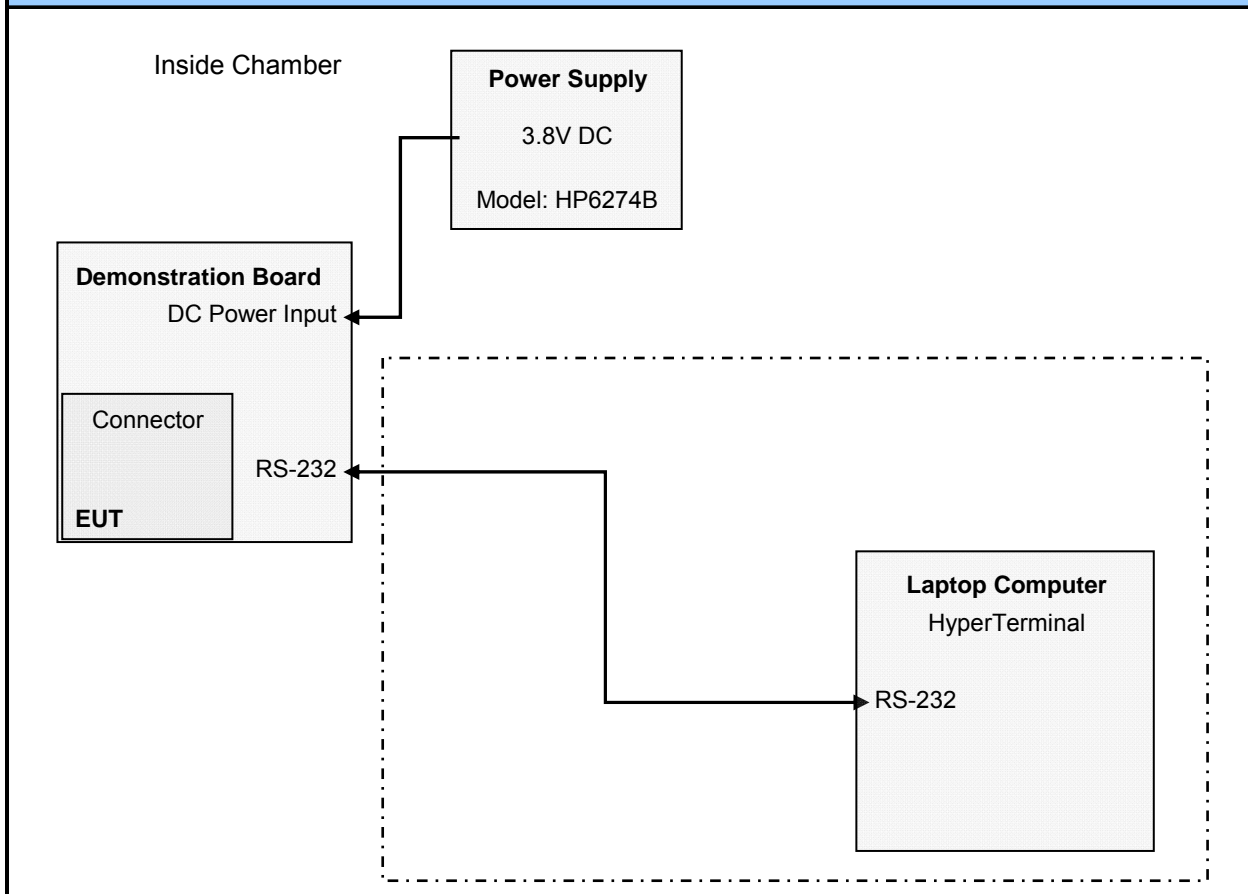 Inside Chamber
Power Supply
3.8V DC
Model: HP6274B
Demonstration Board
DC Power Input
Connector
RS-232
EUT
Laptop Computer
HyperTerminal
RS-232